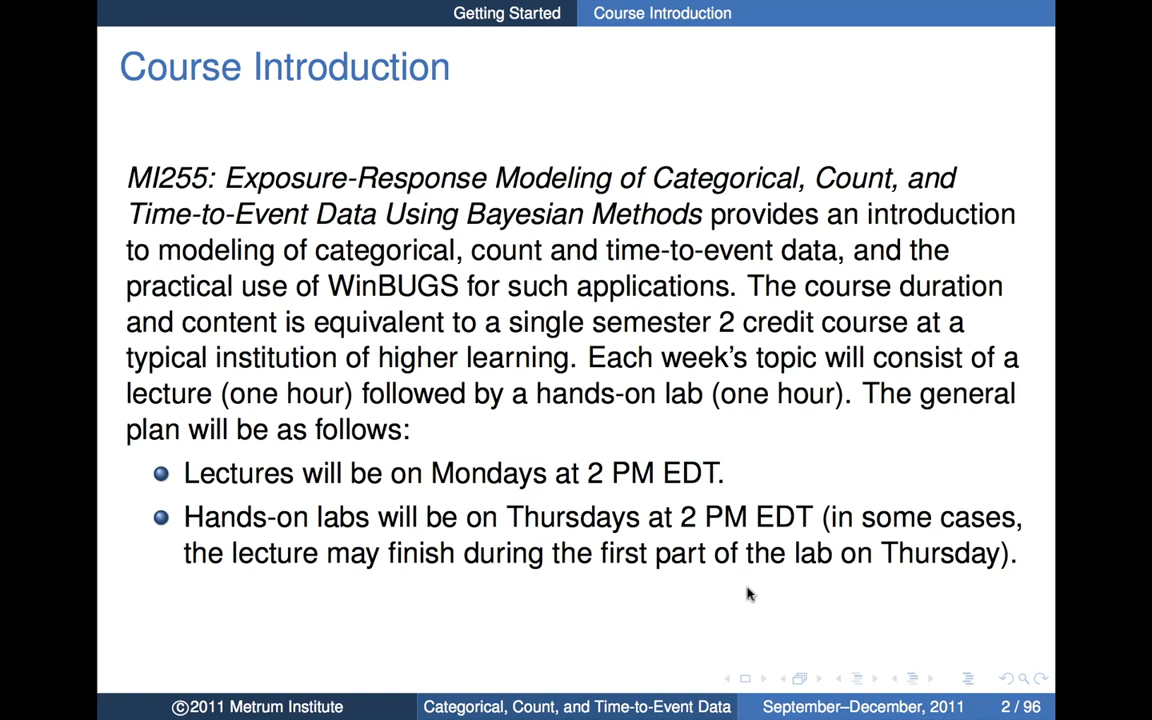 Getting Started Course Introduction
Course Introduction
MI255: Exposure-Response Modeling of Categorical, Count, and
Time-to-Event Data Using Bayesian Methods provides an introduction
to modeling of categorical, count and time-to-event data, and the
practical use of WinBUGS for such applications. The course duration
and content is equivalent to a single semester 2 credit course at a
typical institution of higher learning. Each week's topic will consist of a
lecture (one hour) followed by a hands-on lab (one hour). The general
plan will be as follows:
Lectures will be on Mondays at 2 PM EDT.
Hands-on labs will be on Thursdays at 2 PM EDT (in some cases,
the lecture may finish during the first part of the lab on Thursday).
©2011 Metrum Institute Categorical, Count, and Time-to-Event Data September–December, 2011 2 / 96